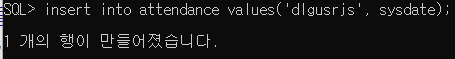 SQL> insert into attendance values('dlgusrjs', sysdate);
1 개의 행이 만들어졌습니다.